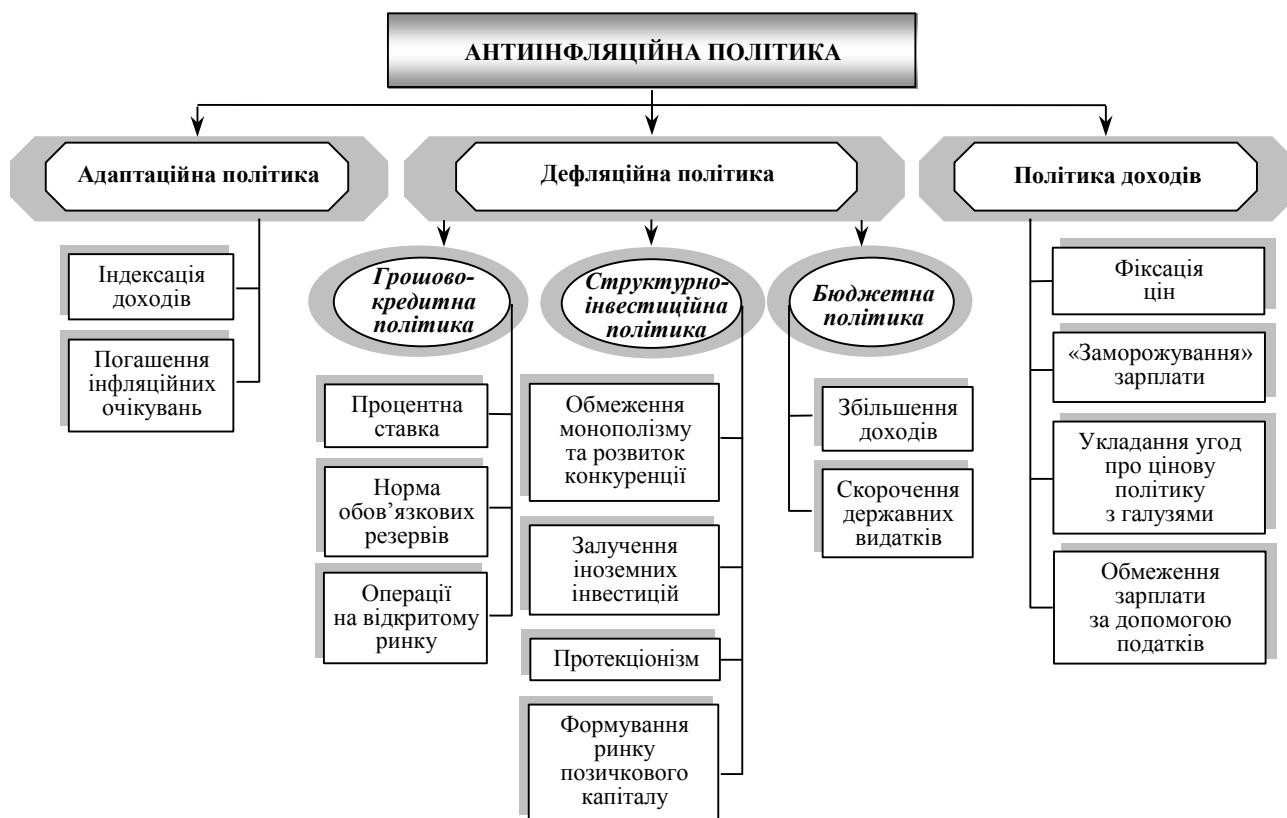 АНТИІНФЛЯЦІЙНА ПОЛІТИКА
Адаптаційна політика
Індексація
доходів
Погашення
інфляційних
очікувань
Дефляційна політика
Грошово-
кредитна
політика
Процентна
ставка
Норма
обов’язкових
резервів
Операції
на відкритому
ринку
Структурно-
інвестиційна
політика
Обмеження
монополізму
та розвиток
конкуренції
Залучення
іноземних
інвестицій
Протекціонізм
Формування
ринку
позичкового
капіталу
Бюджетна
політика
Збільшення
доходів
Скорочення
державних
видатків
Політика доходів
Фіксація
цін
«Заморожування»
зарплати
Укладання угод
про цінову
політику
з галузями
Обмеження
зарплати
за допомогою
податків